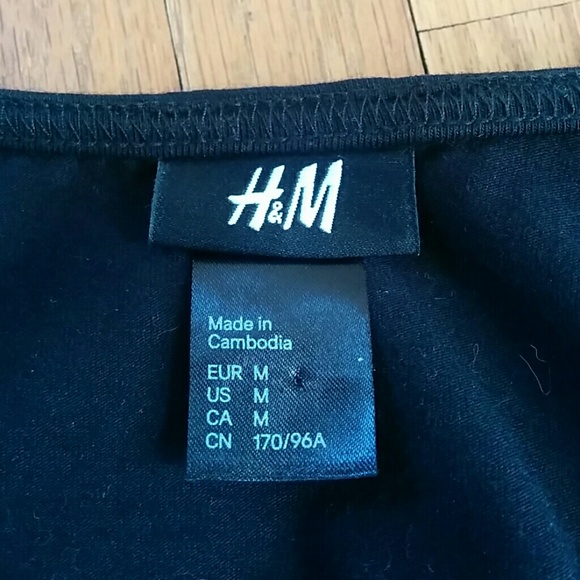 H&M
Made in
Cambodia
EUR M
US M
CA M
CN 170/96A